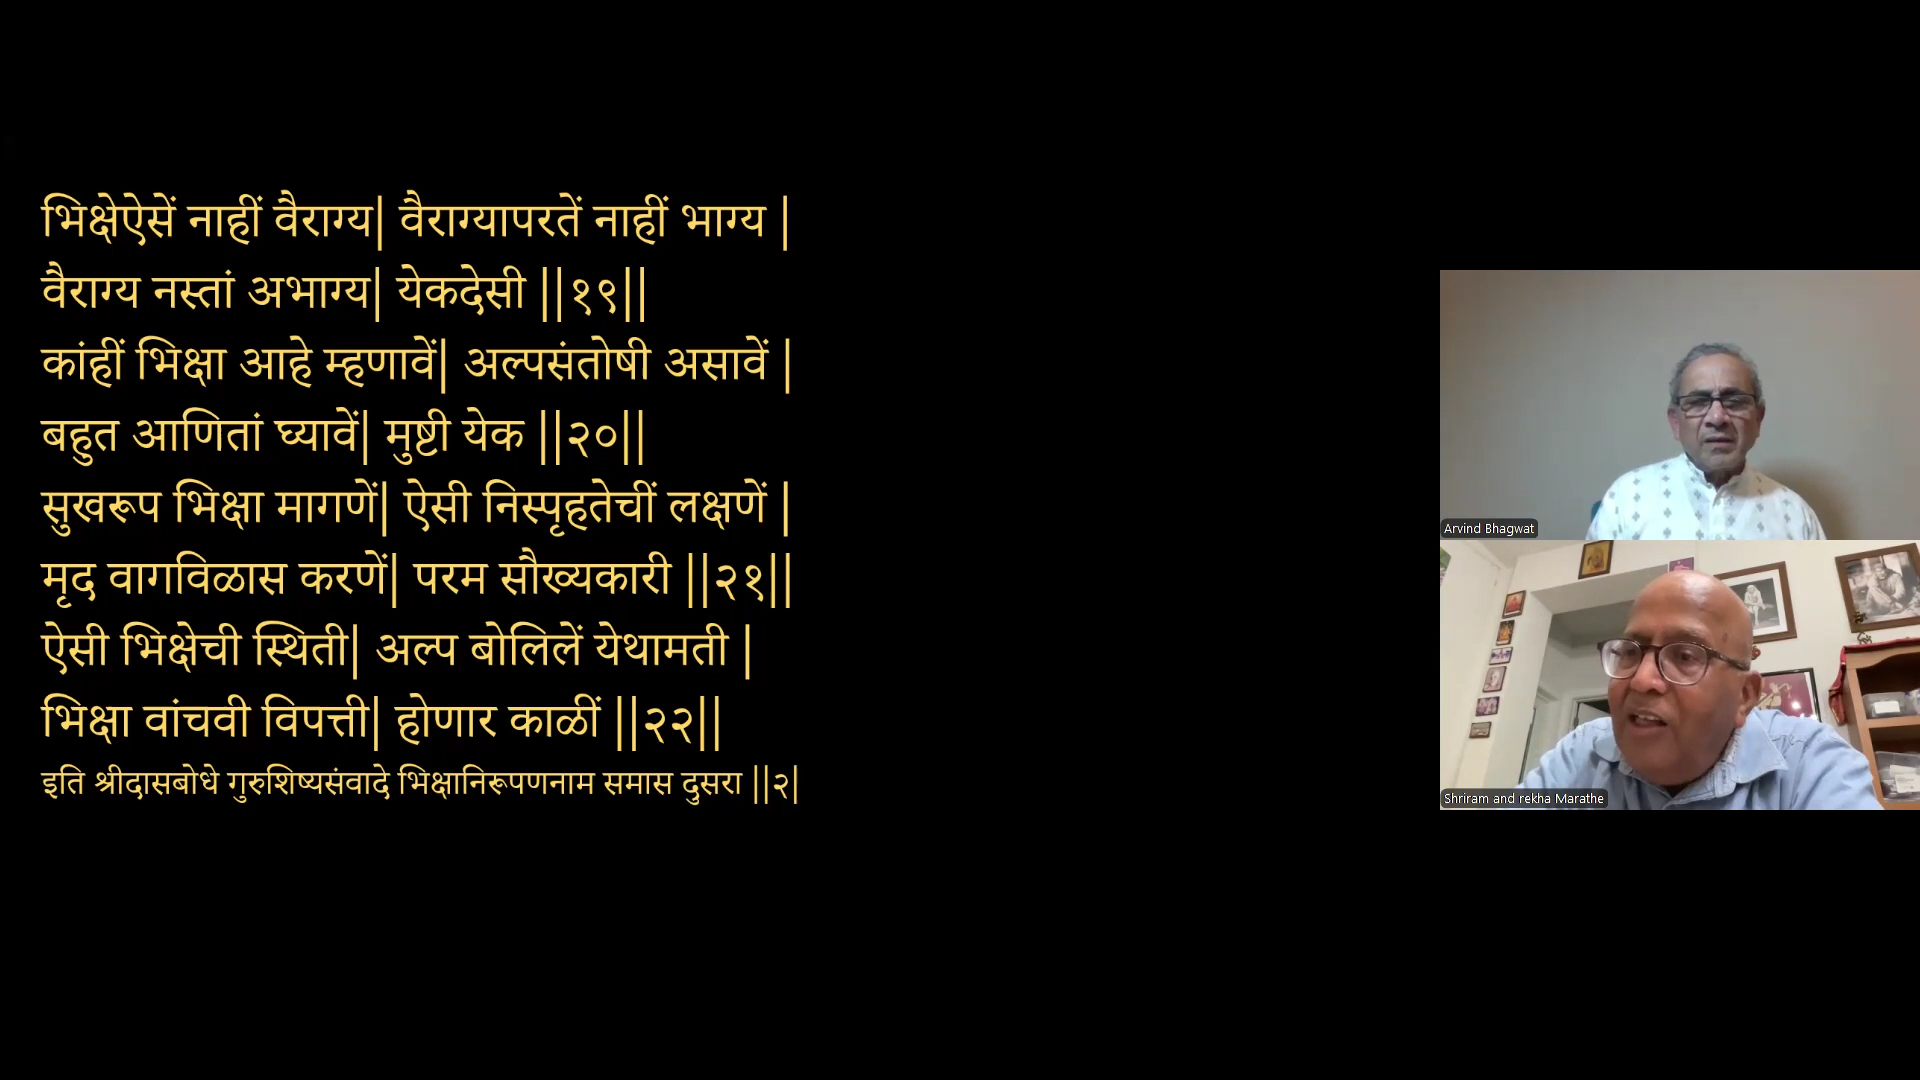 भिक्षेऐसें नाहीं वैराग्य| वैराग्यापरतें नाहीं भाग्य |
वैराग्य नस्तां अभाग्य| येकदेसी ||१९||
कांहीं भिक्षा आहे म्हणावें| अल्पसंतोषी असावें |
बहुत आणितां घ्यावें| मुष्टी येक ||२०||
सुखरूप भिक्षा मागणें| ऐसी निस्पृहतेचीं लक्षणें |
मृद वागविळास करणें| परम सौख्यकारी ||२१||
ऐसी भिक्षेची स्थिती| अल्प बोलिलें येथामती |
भिक्षा वांचवी विपत्ती| होणार काळीं ||२२||
इति श्रीदासबोधे गुरुशिष्यसंवादे भिक्षानिरूपणनाम समास दुसरा ||२|
Arvind Bhagwat
Shriram and rekha Marathe